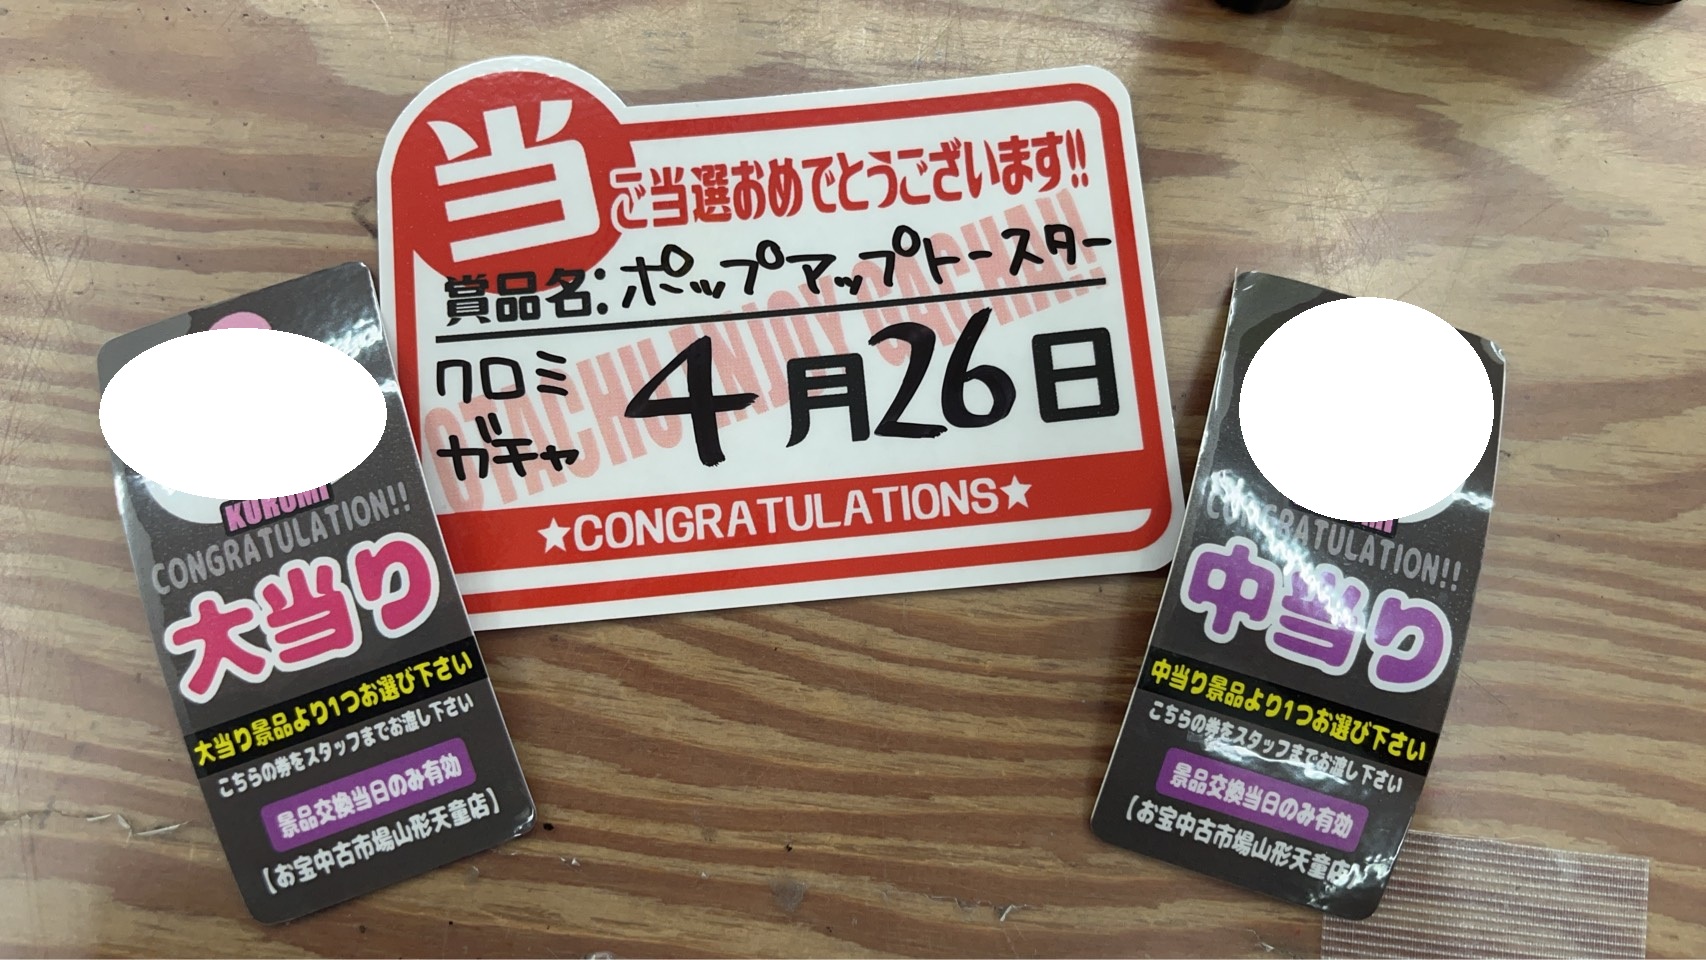 当
ご当選おめでとうございます!!
賞品名:ポップアップトースター
クロミ
ガチャ
4月26日
OTACHU ENJOY GACHA!!
★CONGRATULATIONS★
KUROMI
CONGRATULATION!!
大当り
大当り景品より1つお選び下さい
こちらの券をスタッフまでお渡し下さい
景品交換当日のみ有効
【お宝中古市場山形天童店】
CONGRATULATION!!
中当り
中当り景品より1つお選び下さい
こちらの券をスタッフまでお渡し下さい
景品交換当日のみ有効
【お宝中古市場山形天童店】